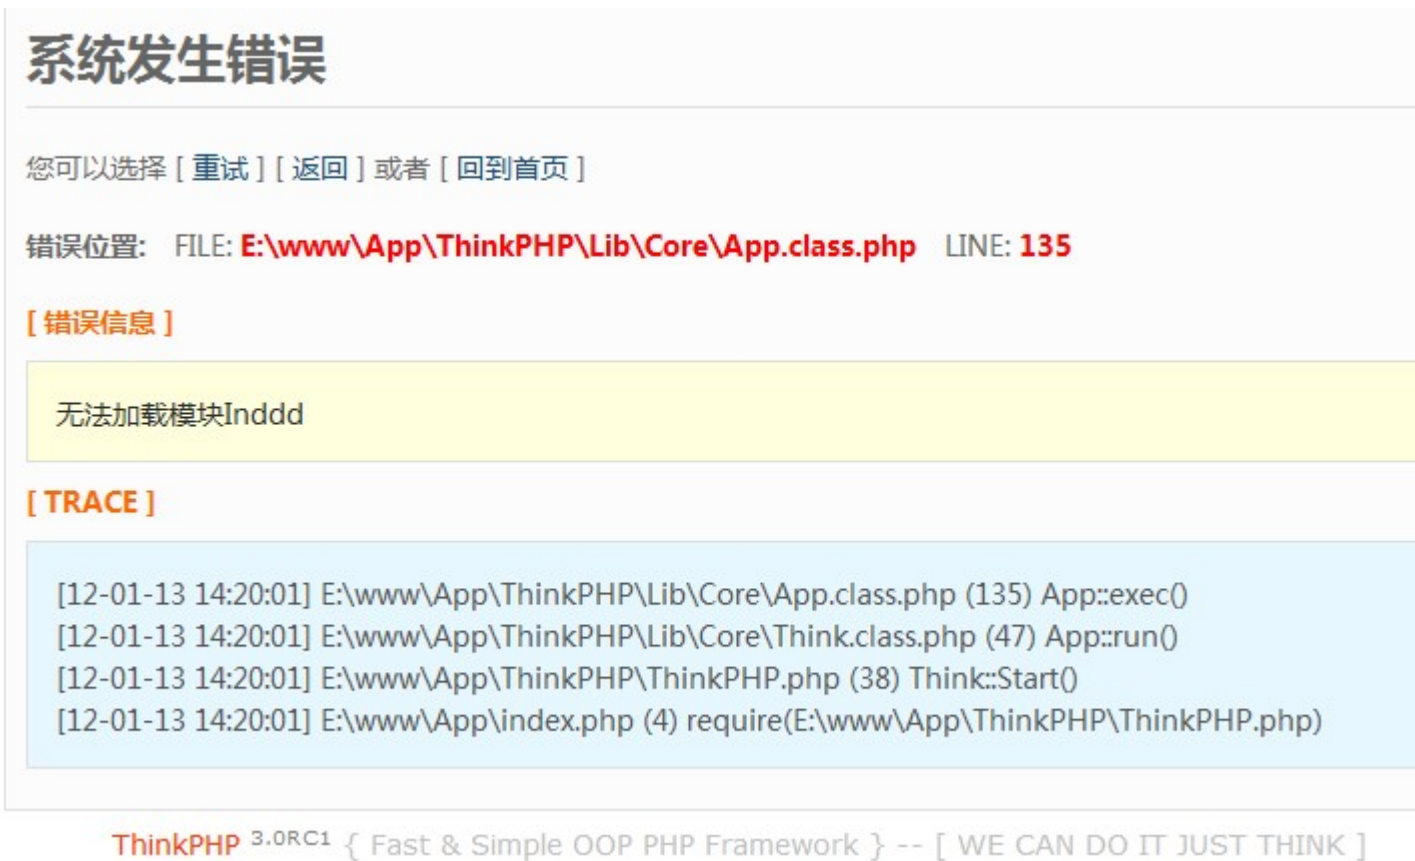 系统发生错误
您可以选择 [ 重试 ] [ 返回 ] 或者 [ 回到首页 ]
错误位置: FILE: E:\www\App\ThinkPHP\Lib\Core\App.class.php LINE: 135
[ 错误信息 ]
无法加载模块Inddd
[ TRACE ]
[12-01-13 14:20:01] E:\www\App\ThinkPHP\Lib\Core\App.class.php (135) App::exec()
[12-01-13 14:20:01] E:\www\App\ThinkPHP\Lib\Core\Think.class.php (47) App::run()
[12-01-13 14:20:01] E:\www\App\ThinkPHP\ThinkPHP.php (38) Think::Start()
[12-01-13 14:20:01] E:\www\App\index.php (4) require(E:\www\App\ThinkPHP\ThinkPHP.php)
ThinkPHP 3.0RC1 { Fast & Simple OOP PHP Framework } -- [ WE CAN DO IT JUST THINK ]